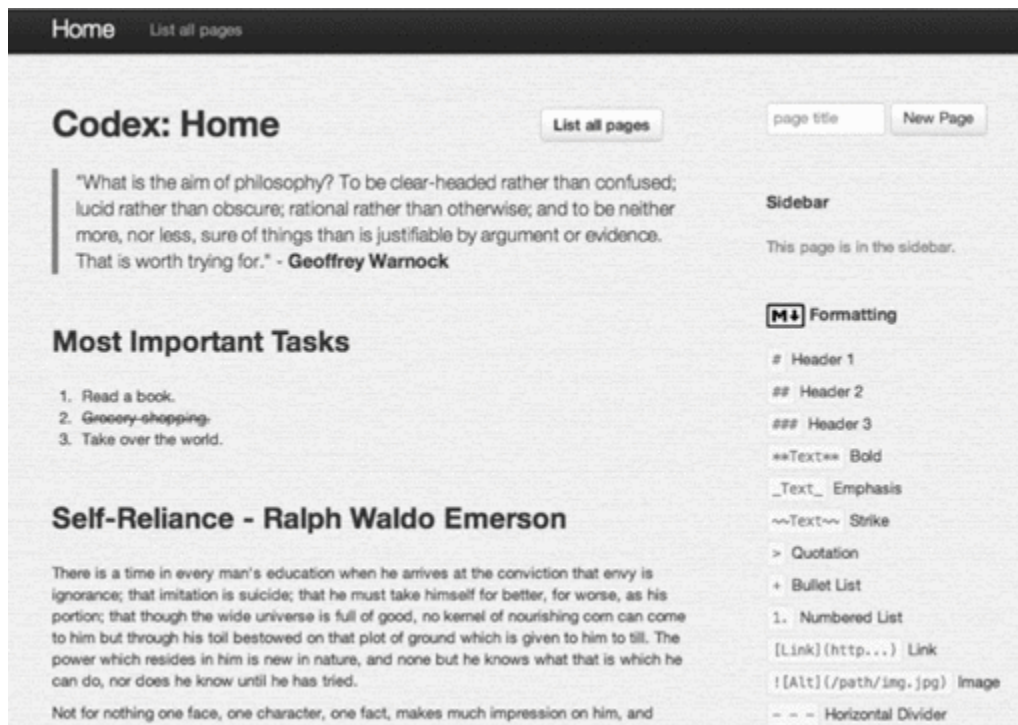 Home List all pages
Codex: Home
List all pages
"What is the aim of philosophy? To be clear-headed rather than confused;
lucid rather than obscure; rational rather than otherwise; and to be neither
more, nor less, sure of things than is justifiable by argument or evidence.
That is worth trying for." - Geoffrey Warnock
Most Important Tasks
1. Read a book.
2. Grocery shopping.
3. Take over the world.
Self-Reliance - Ralph Waldo Emerson
There is a time in every man's education when he arrives at the conviction that envy is
ignorance; that imitation is suicide; that he must take himself for better, for worse, as his
portion; that though the wide universe is full of good, no kernel of nourishing corn can come
to him but through his toil bestowed on that plot of ground which is given to him to till. The
power which resides in him is new in nature, and none but he knows what that is which he
can do, nor does he know until he has tried.
Not for nothing one face, one character, one fact, makes much impression on him, and
page title New Page
Sidebar
This page is in the sidebar.
M↓ Formatting
# Header 1
## Header 2
### Header 3
**Text** Bold
_Text_ Emphasis
~~Text~~ Strike
> Quotation
+ Bullet List
1. Numbered List
[Link](http...) Link
![Alt](/path/img.jpg) Image
- - - Horizontal Divider